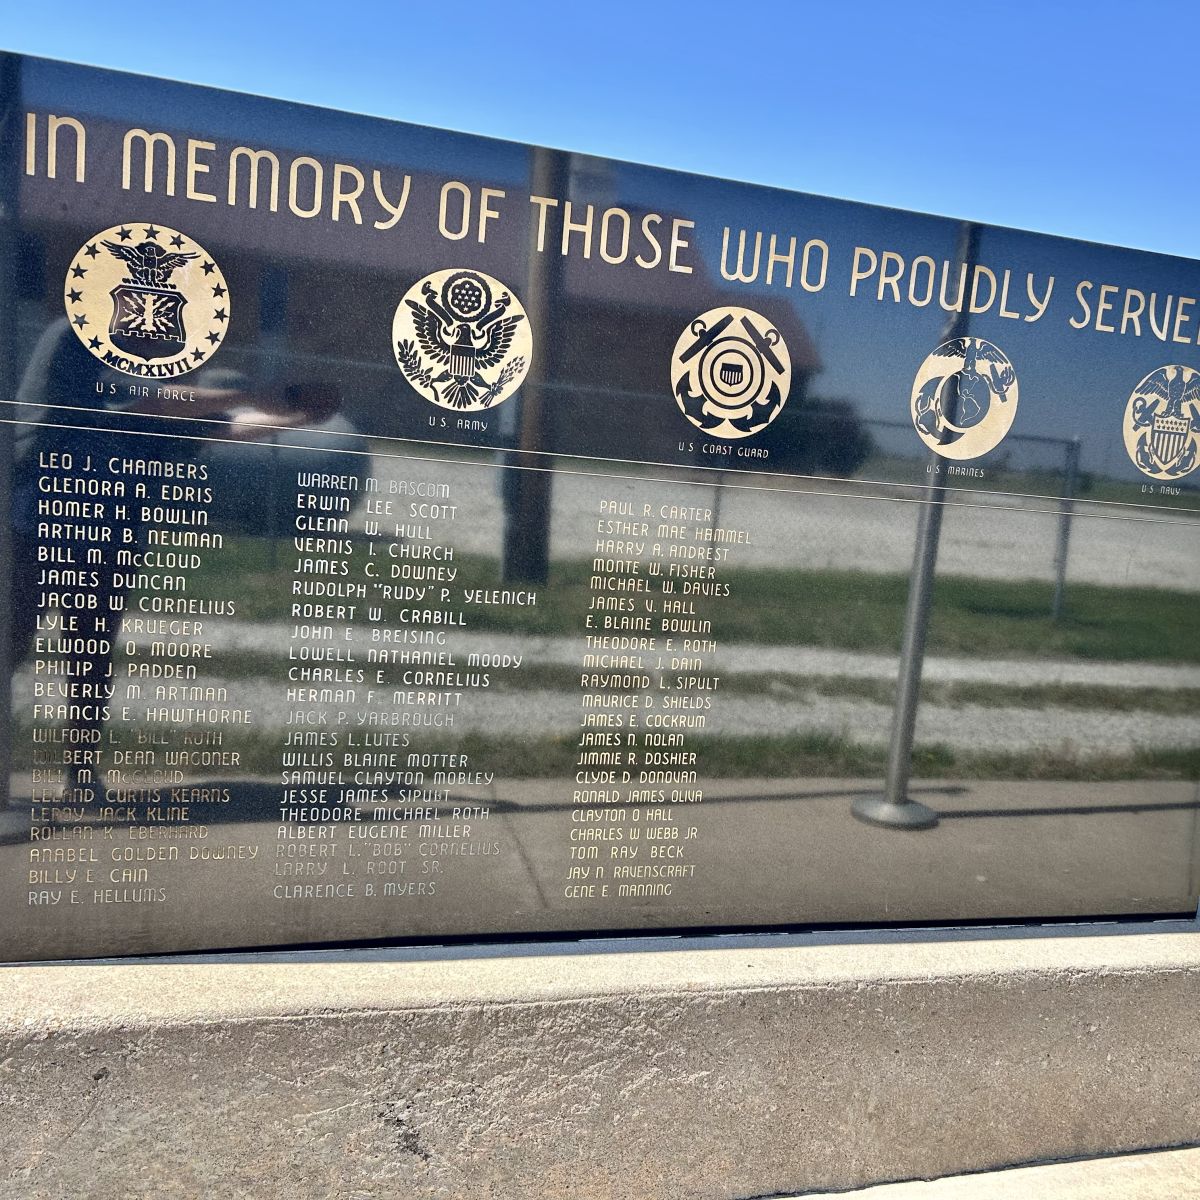 IN MEMORY OF THOSE WHO PROUDLY SERVE
MCMXLVII
U.S. AIR FORCE
U.S. ARMY
U.S. COAST GUARD
U.S. MARINES
U.S. NAVY
LEO J. CHAMBERS
GLENORA A. EDRIS
HOMER H. BOWLIN
ARTHUR B. NEUMAN
BILL M. McCLOUD
JAMES DUNCAN
JACOB W. CORNELIUS
LYLE H. KRUEGER
ELWOOD O. MOORE
PHILIP J. PADDEN
BEVERLY M. ARTMAN
FRANCIS E. HAWTHORNE
WILFORD L. "BILL" ROTH
WILBERT DEAN WAGONER
BILL M. McCLOUD
LELAND CURTIS KEARNS
LEROY JACK KLINE
ROLLAN K. EBERHARD
ANABEL GOLDEN DOWNEY
BILLY E. CAIN
RAY E. HELLUMS
WARREN M. BASCOM
ERWIN LEE SCOTT
GLENN W. HULL
VERNIS I. CHURCH
JAMES C. DOWNEY
RUDOLPH "RUDY" P. YELENICH
ROBERT W. CRABILL
JOHN E. BREISING
LOWELL NATHANIEL MOODY
CHARLES E. CORNELIUS
HERMAN F. MERRITT
JACK P. YARBROUGH
JAMES L. LUTES
WILLIS BLAINE MOTTER
SAMUEL CLAYTON MOBLEY
JESSE JAMES SIPULT
THEODORE MICHAEL ROTH
ALBERT EUGENE MILLER
ROBERT L. "BOB" CORNELIUS
LARRY L. ROOT SR.
CLARENCE B. MYERS
PAUL R. CARTER
ESTHER MAE HAMMEL
HARRY A. ANDREST
MONTE W. FISHER
MICHAEL W. DAVIES
JAMES V. HALL
E. BLAINE BOWLIN
THEODORE E. ROTH
MICHAEL J. DAIN
RAYMOND L. SIPULT
MAURICE D. SHIELDS
JAMES E. COCKRUM
JAMES N. NOLAN
JIMMIE R. DOSHIER
CLYDE D. DONOVAN
RONALD JAMES OLIVA
CLAYTON O HALL
CHARLES W WEBB JR
TOM RAY BECK
JAY N. RAVENSCRAFT
GENE E. MANNING